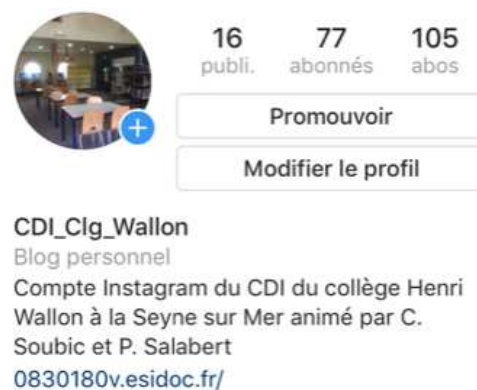 16 77 105
publi. abonnés abos
Promouvoir
Modifier le profil
CDI_Clg_Wallon
Blog personnel
Compte Instagram du CDI du collège Henri
Wallon à la Seyne sur Mer animé par C.
Soubic et P. Salabert
0830180v.esidoc.fr/